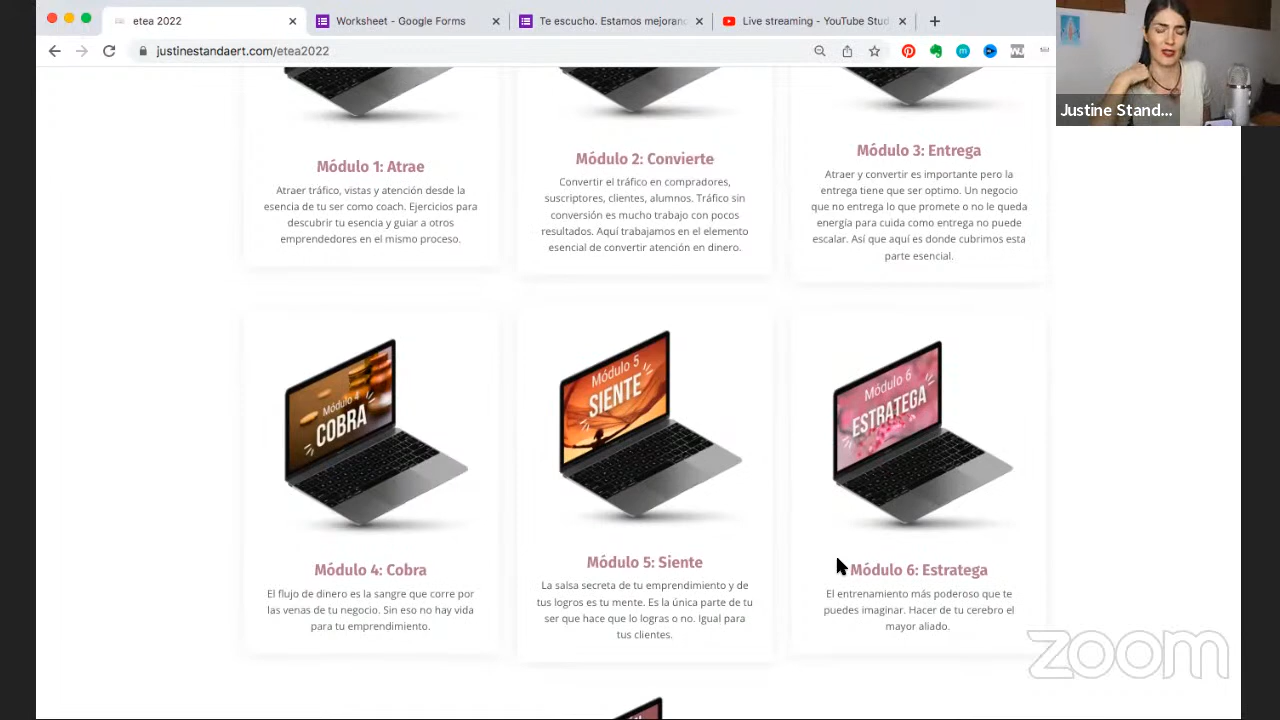 etea 2022
Worksheet - Google Forms
Te escucho. Estamos mejoran
Live streaming - YouTube Stud
justinestandaert.com/etea2022
Justine Stand...
Módulo 1: Atrae
Atraer tráfico, vistas y atención desde la
esencia de tu ser como coach. Ejercicios para
descubrir tu esencia y guiar a otros
emprendedores en el mismo proceso.
Módulo 2: Convierte
Convertir el tráfico en compradores,
suscriptores, clientes, alumnos. Tráfico sin
conversión es mucho trabajo con pocos
resultados. Aquí trabajamos en el elemento
esencial de convertir atención en dinero.
Módulo 3: Entrega
Atraer y convertir es importante pero la
entrega tiene que ser optimo. Un negocio
que no entrega lo que promete o no le queda
energía para cuida como entrega no puede
escalar. Así que aquí es donde cubrimos esta
parte esencial.
Módulo 4
COBRA
Módulo 5
SIENTE
Módulo 6
ESTRATEGA
Módulo 4: Cobra
El flujo de dinero es la sangre que corre por
las venas de tu negocio. Sin eso no hay vida
para tu emprendimiento.
Módulo 5: Siente
La salsa secreta de tu emprendimiento y de
tus logros es tu mente. Es la única parte de tu
ser que hace que lo logras o no. Igual para
tus clientes.
Módulo 6: Estratega
El entrenamiento más poderoso que te
puedes imaginar. Hacer de tu cerebro el
mayor aliado.
zoom